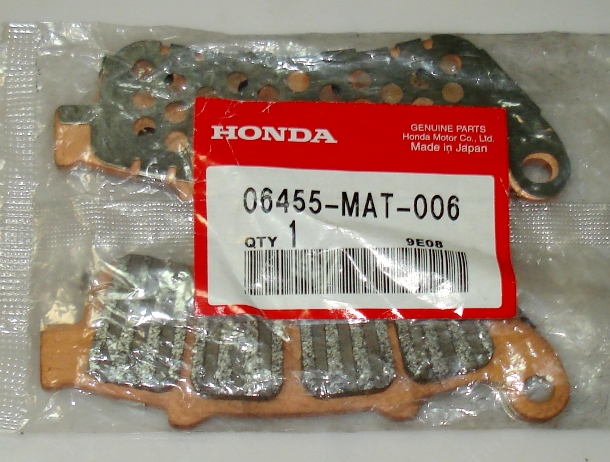 HONDA
GENUINE PARTS
Honda Motor Co., Ltd.
Made in Japan
06455-MAT-006
QTY 1 9E08